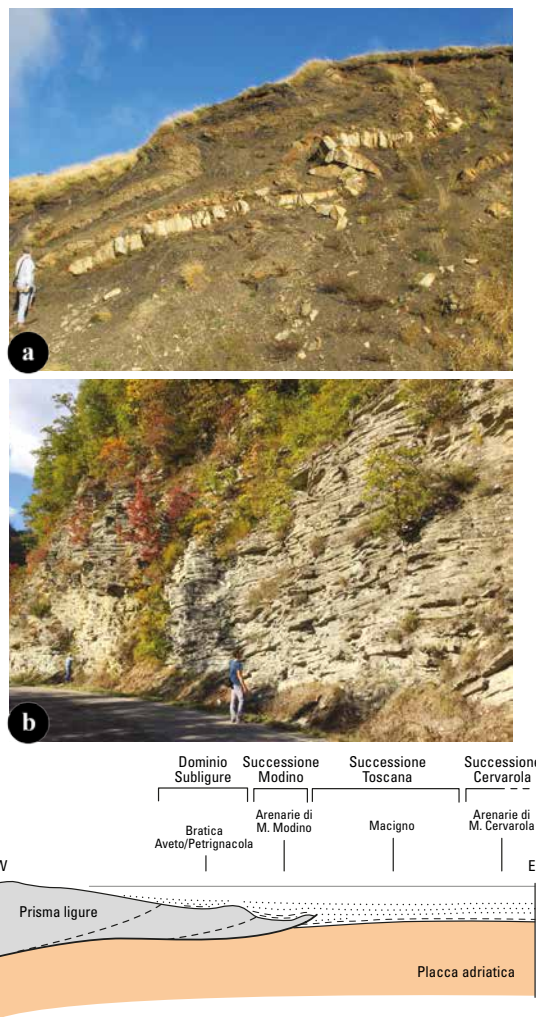 a
b
Dominio
Subligure
Successione
Modino
Successione
Toscana
Successione
Cervarola
Bratica
Aveto/Petrignacola
Arenarie di
M. Modino
Macigno
Arenarie di
M. Cervarola
W
E
Prisma ligure
Placca adriatica